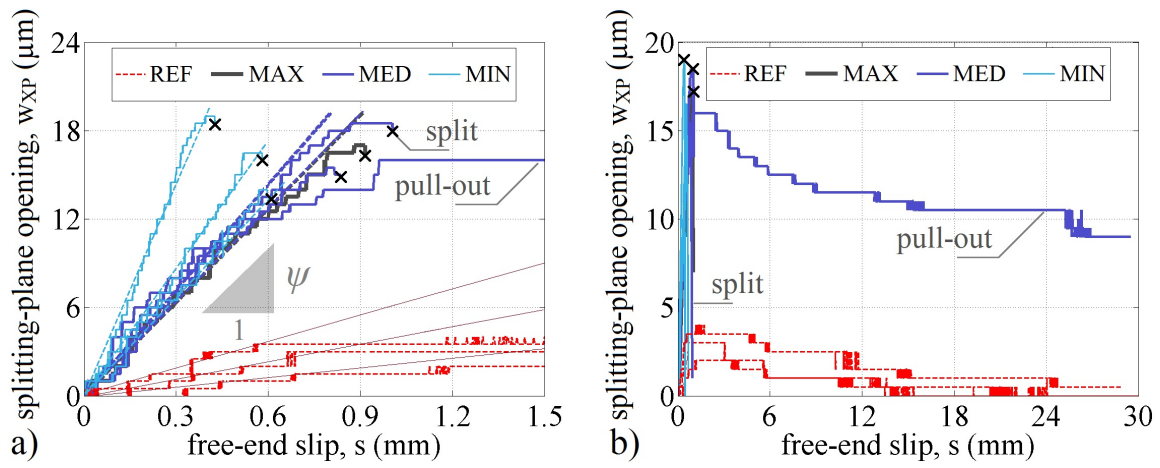 splitting-plane opening, wXP (μm)
24
18
12
6
0
REF MAX MED MIN
split
pull-out
ψ
1
0 0.3 0.6 0.9 1.2 1.5
free-end slip, s (mm)
a)
splitting-plane opening, wXP (μm)
20
15
10
5
0
REF MAX MED MIN
pull-out
split
0 6 12 18 24 30
free-end slip, s (mm)
b)